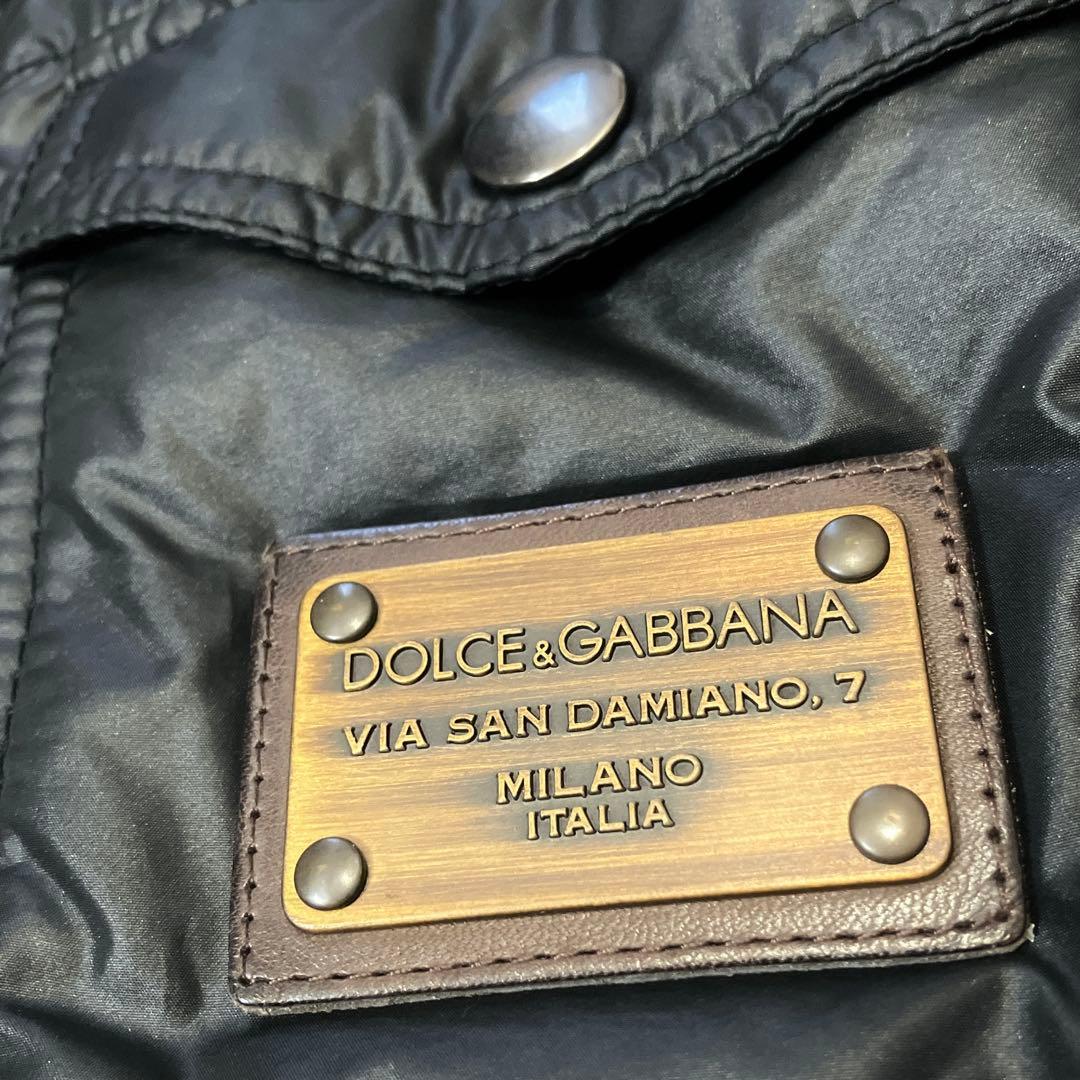 DOLCE&GABBANA
VIA SAN DAMIANO, 7
MILANO
ITALIA